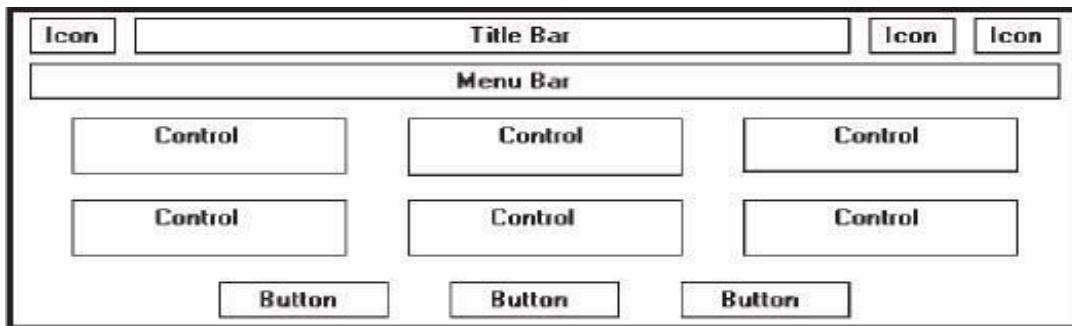 Icon Title Bar Icon Icon
Menu Bar
Control Control Control
Control Control Control
Button Button Button